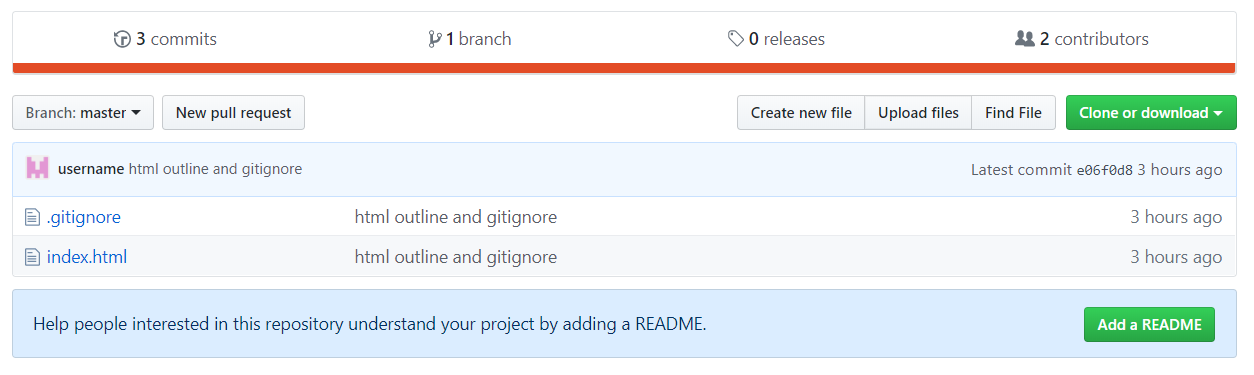 3 commits 1 branch 0 releases 2 contributors
Branch: master New pull request Create new file Upload files Find File Clone or download
username html outline and gitignore Latest commit e06f0d8 3 hours ago
.gitignore html outline and gitignore 3 hours ago
index.html html outline and gitignore 3 hours ago
Help people interested in this repository understand your project by adding a README. Add a README